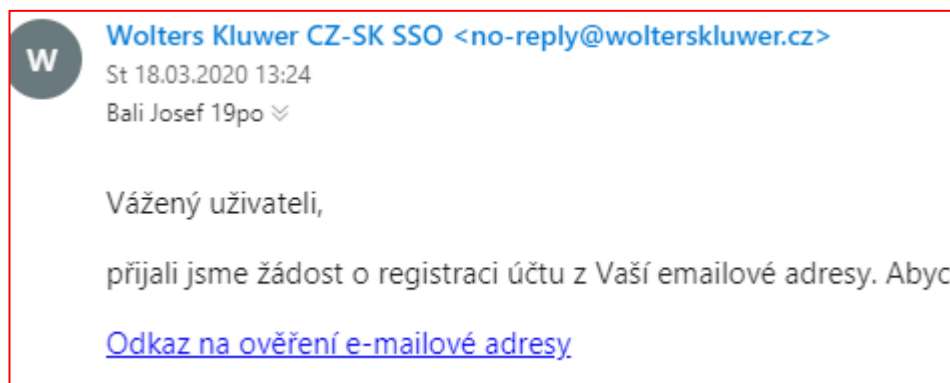 W
Wolters Kluwer CZ-SK SSO <no-reply@wolterskluwer.cz>
St 18.03.2020 13:24
Bali Josef 19po
Vážený uživateli,
přijali jsme žádost o registraci účtu z Vaší emailové adresy. Abyc
Odkaz na ověření e-mailové adresy